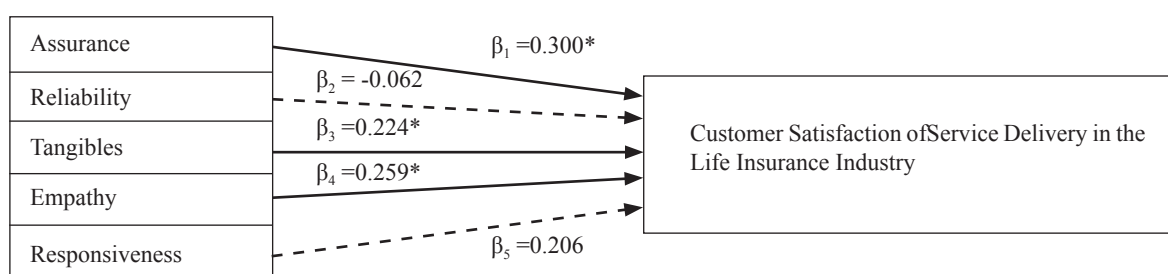 Assurance
β1 =0.300*
Reliability
β2 = -0.062
Tangibles
β3 =0.224*
Empathy
β4 =0.259*
Responsiveness
β5 =0.206
Customer Satisfaction ofService Delivery in the
Life Insurance Industry